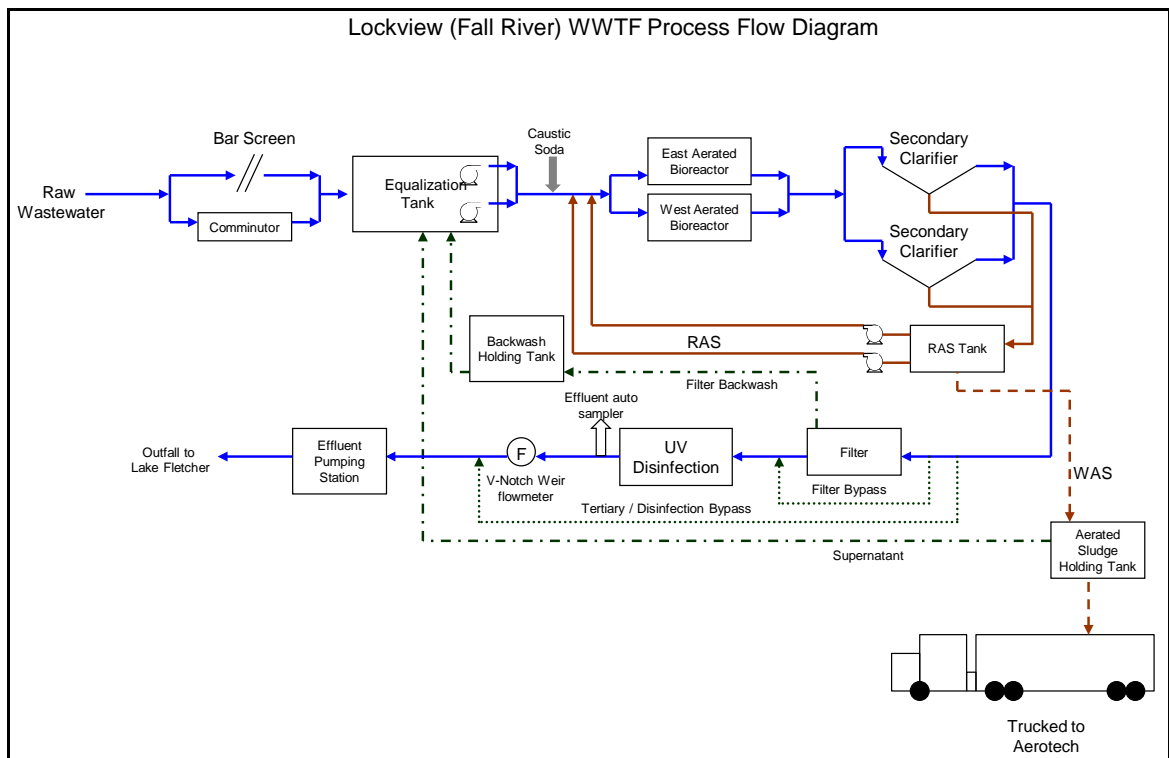 Lockview (Fall River) WWTF Process Flow Diagram
Bar Screen
Raw
Wastewater
Comminutor
Equalization
Tank
Caustic
Soda
East Aerated
Bioreactor
West Aerated
Bioreactor
Secondary
Clarifier
Secondary
Clarifier
Backwash
Holding Tank
RAS
RAS Tank
Filter Backwash
Effluent auto
sampler
Outfall to
Lake Fletcher
Effluent
Pumping
Station
F
V-Notch Weir
flowmeter
UV
Disinfection
Filter
Filter Bypass
Tertiary / Disinfection Bypass
WAS
Supernatant
Aerated
Sludge
Holding Tank
Trucked to
Aerotech